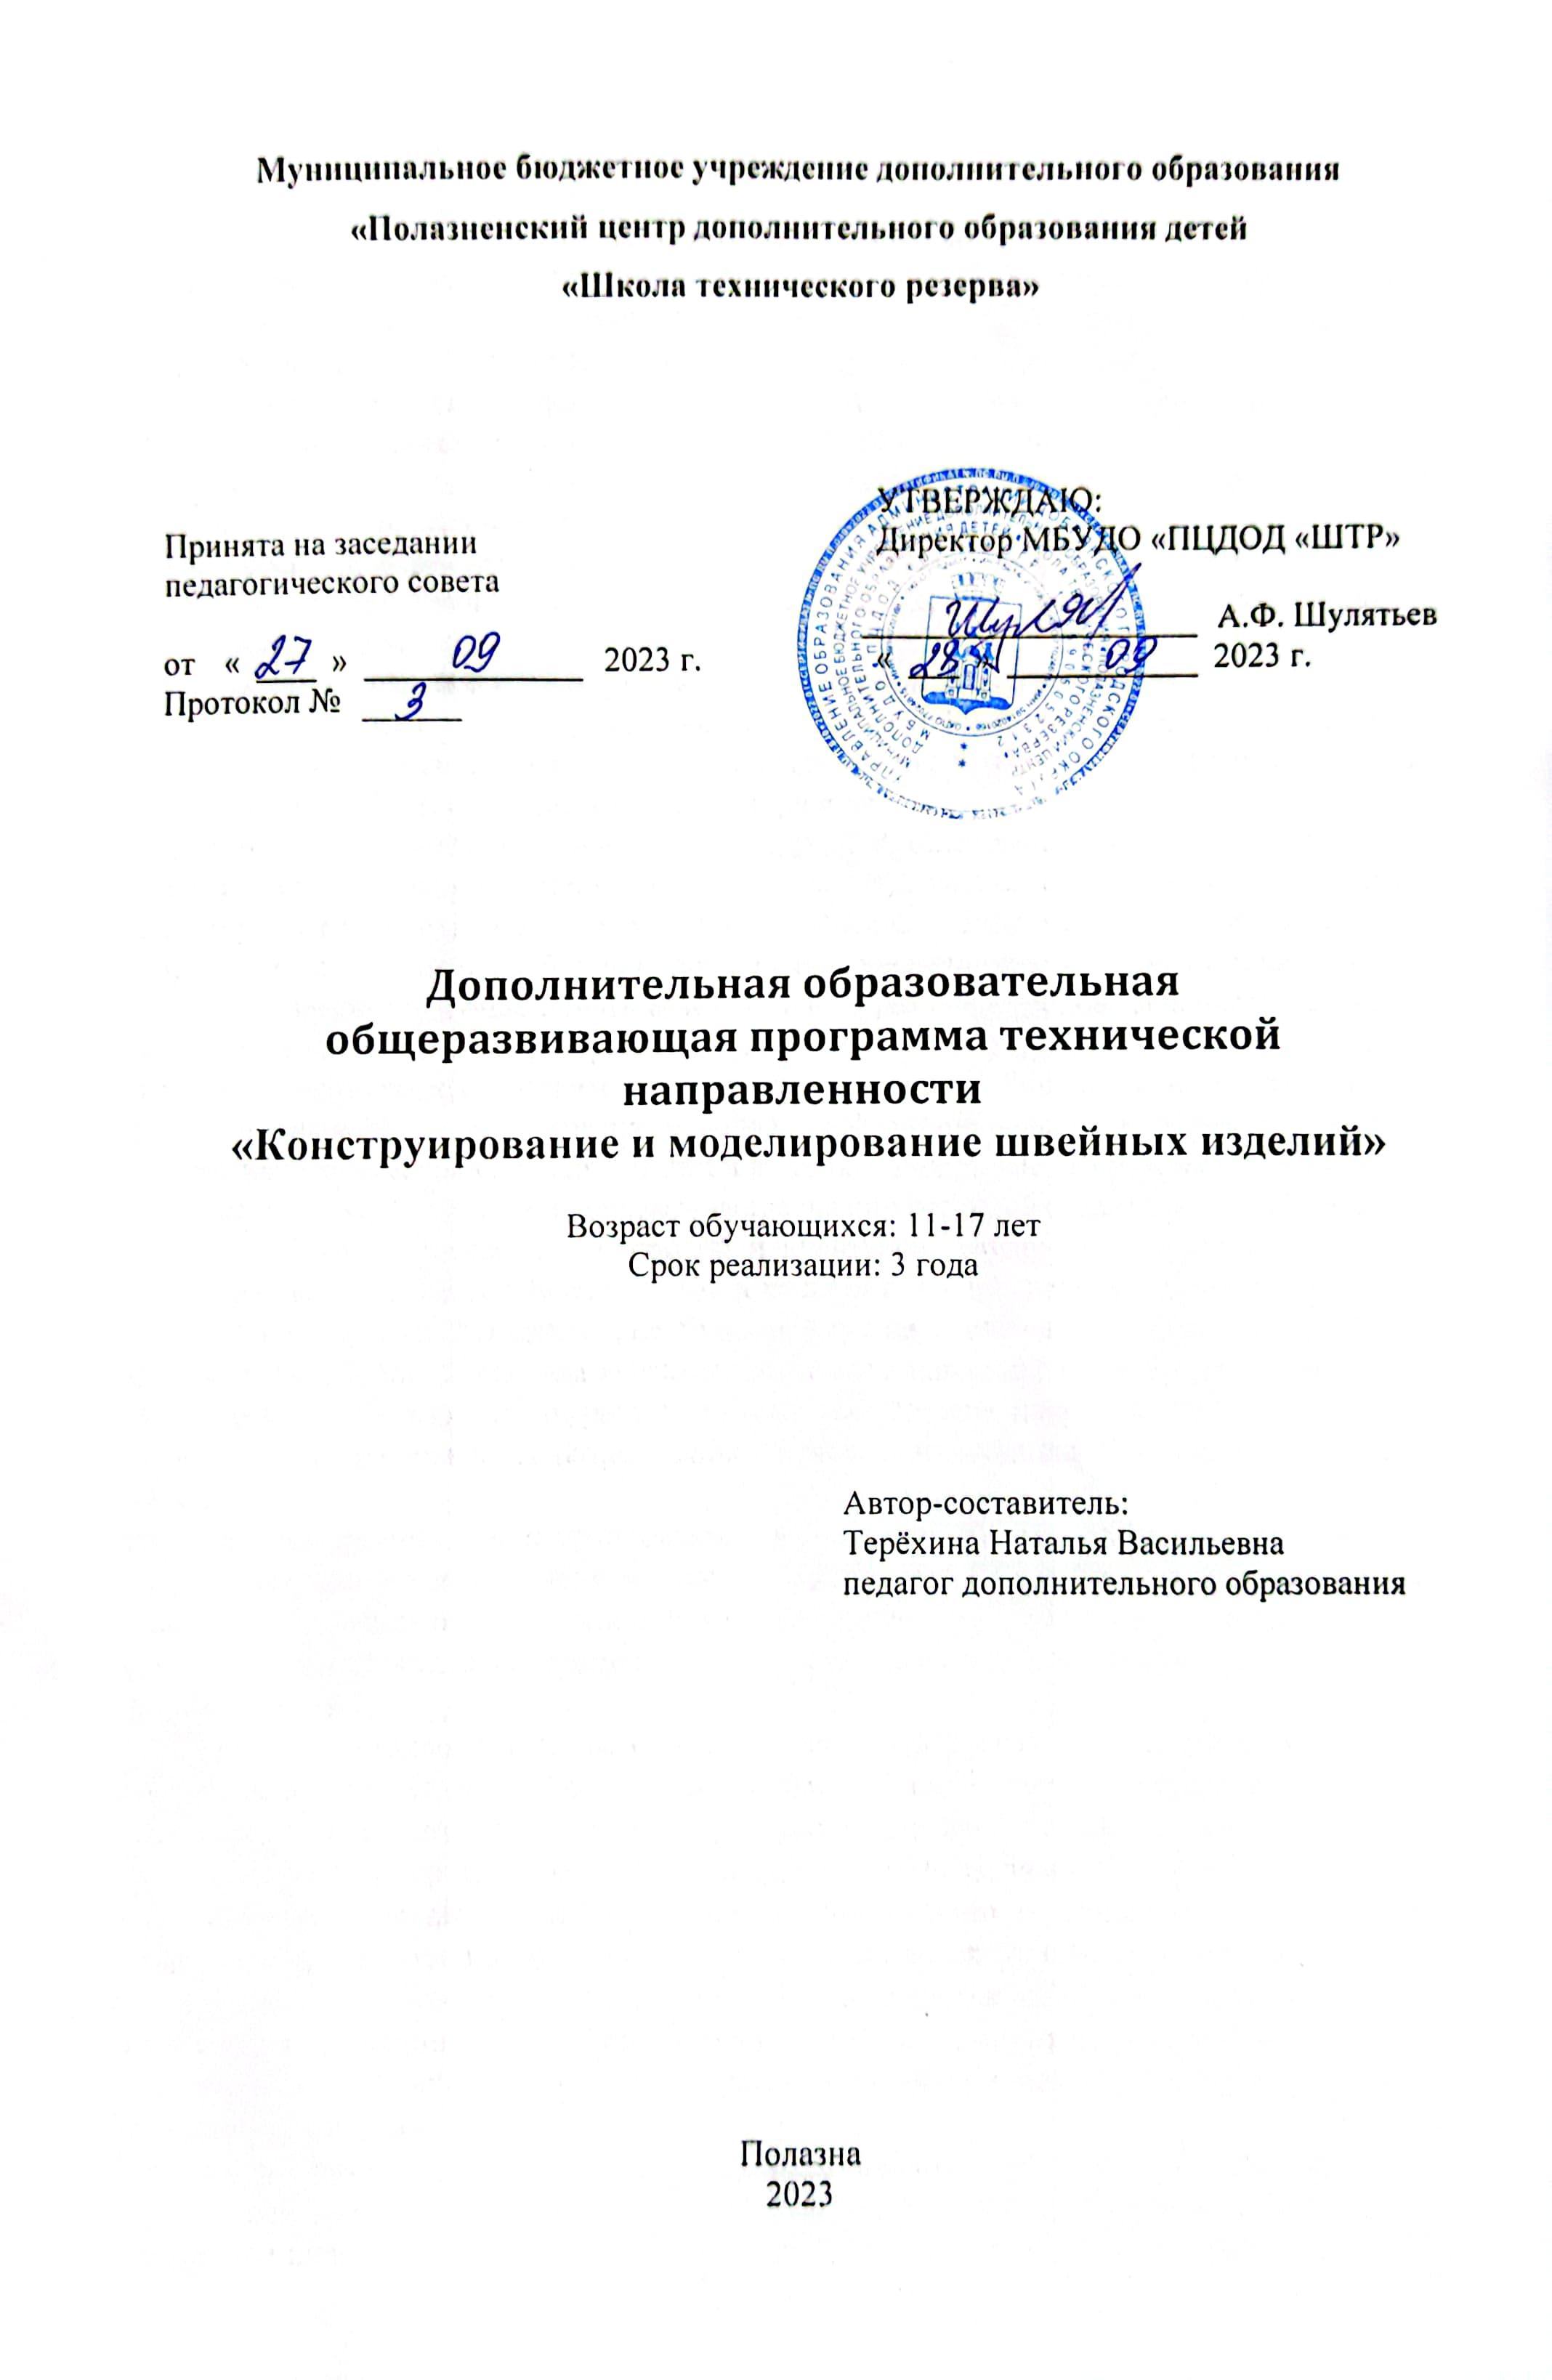 Муниципальное бюджетное учреждение дополнительного образования
«Полазненский центр дополнительного образования детей
«Школа технического резерва»
Принята на заседании
педагогического совета
от « 27 » 09 2023 г.
Протокол № 3
УТВЕРЖДАЮ:
Директор МБУДО «ПЦДОД «ШТР»
А.Ф. Шулятьев
« » 09 2023 г.
Дополнительная образовательная
общеразвивающая программа технической
направленности
«Конструирование и моделирование швейных изделий»
Возраст обучающихся: 11-17 лет
Срок реализации: 3 года
Автор-составитель:
Терёхина Наталья Васильевна
педагог дополнительного образования
Полазна
2023